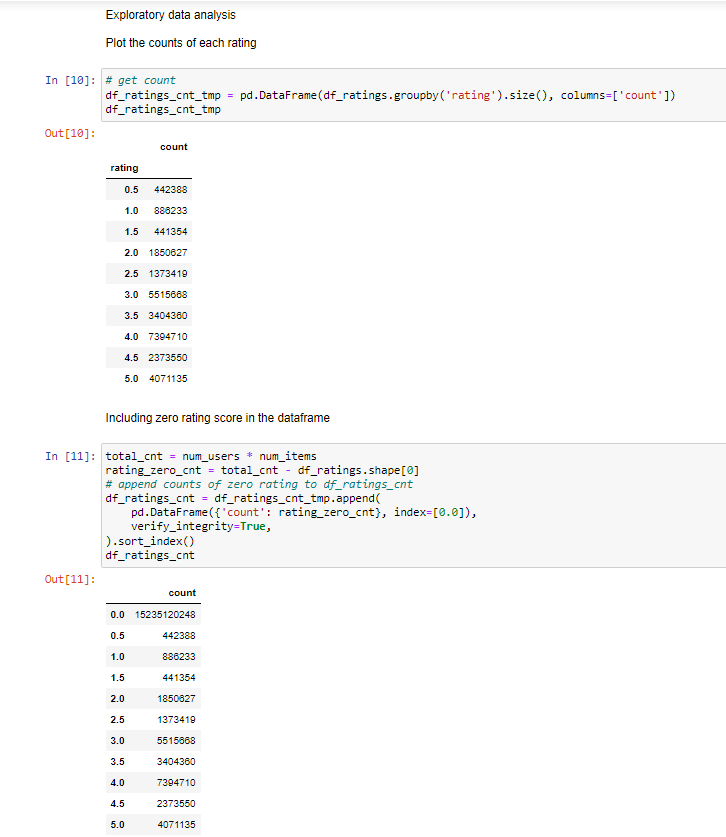 Exploratory data analysis
Plot the counts of each rating
In [10]: # get count
df_ratings_cnt_tmp = pd.DataFrame(df_ratings.groupby('rating').size(), columns=['count'])
df_ratings_cnt_tmp
Out[10]:
count
rating
0.5 442388
1.0 886233
1.5 441354
2.0 1850627
2.5 1373419
3.0 5515668
3.5 3404360
4.0 7394710
4.5 2373550
5.0 4071135
Including zero rating score in the dataframe
In [11]: total_cnt = num_users * num_items
rating_zero_cnt = total_cnt - df_ratings.shape[0]
# append counts of zero rating to df_ratings_cnt
df_ratings_cnt = df_ratings_cnt_tmp.append(
pd.DataFrame({'count': rating_zero_cnt}, index=[0.0]),
verify_integrity=True,
).sort_index()
df_ratings_cnt
Out[11]:
count
0.0 15235120248
0.5 442388
1.0 886233
1.5 441354
2.0 1850627
2.5 1373419
3.0 5515668
3.5 3404360
4.0 7394710
4.5 2373550
5.0 4071135